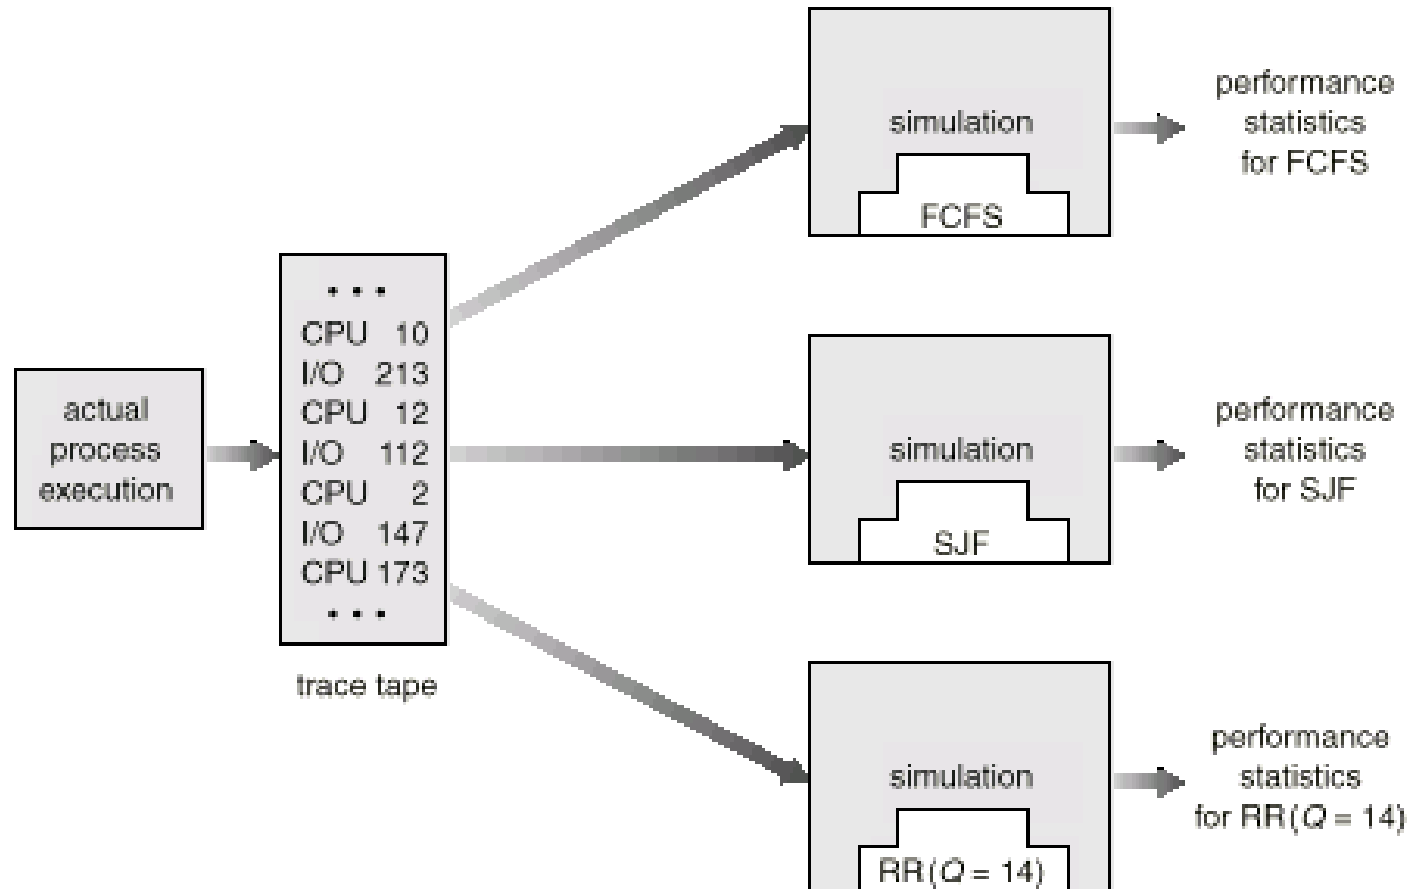 actual
process
execution
• • •
CPU 10
I/O 213
CPU 12
I/O 112
CPU 2
I/O 147
CPU 173
• • •
trace tape
simulation
FCFS
performance
statistics
for FCFS
simulation
SJF
performance
statistics
for SJF
simulation
RR(Q = 14)
performance
statistics
for RR(Q = 14)